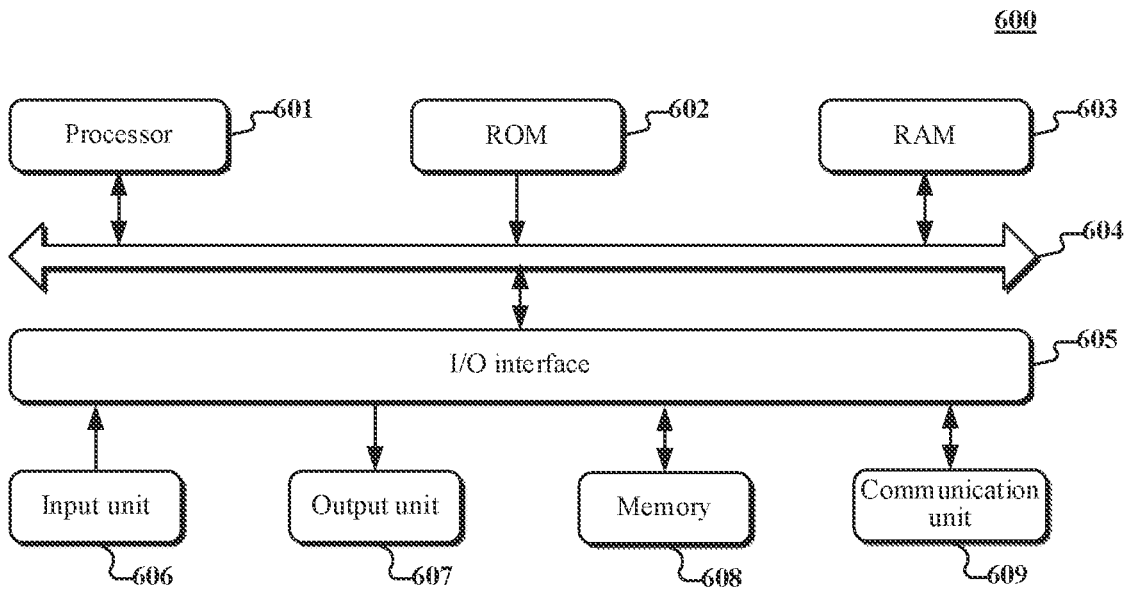 600
Processor
601
ROM
602
RAM
603
604
I/O interface
605
Input unit
Output unit
Memory
Communication
unit
606
607
608
609